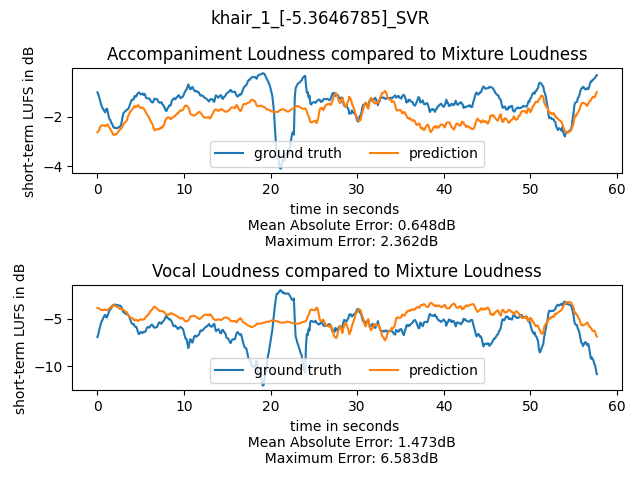 khair_1_[-5.3646785]_SVR
Accompaniment Loudness compared to Mixture Loudness
short-term LUFS in dB
−2
−4
ground truth
prediction
0 10 20 30 40 50 60
time in seconds
Mean Absolute Error: 0.648dB
Maximum Error: 2.362dB
Vocal Loudness compared to Mixture Loudness
short-term LUFS in dB
−5
−10
ground truth
prediction
0 10 20 30 40 50 60
time in seconds
Mean Absolute Error: 1.473dB
Maximum Error: 6.583dB